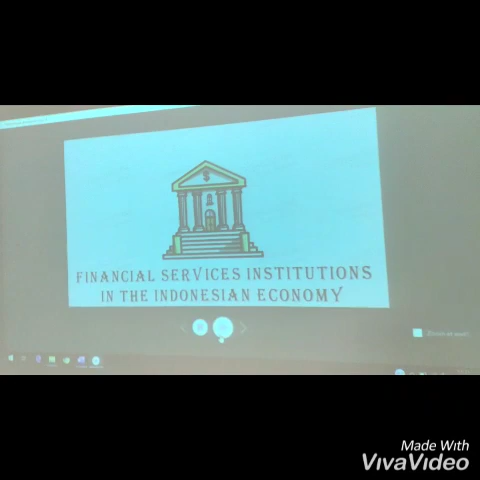 FINANCIAL SERVICES INSTITUTIONS
IN THE INDONESIAN ECONOMY
Made With
VivaVideo